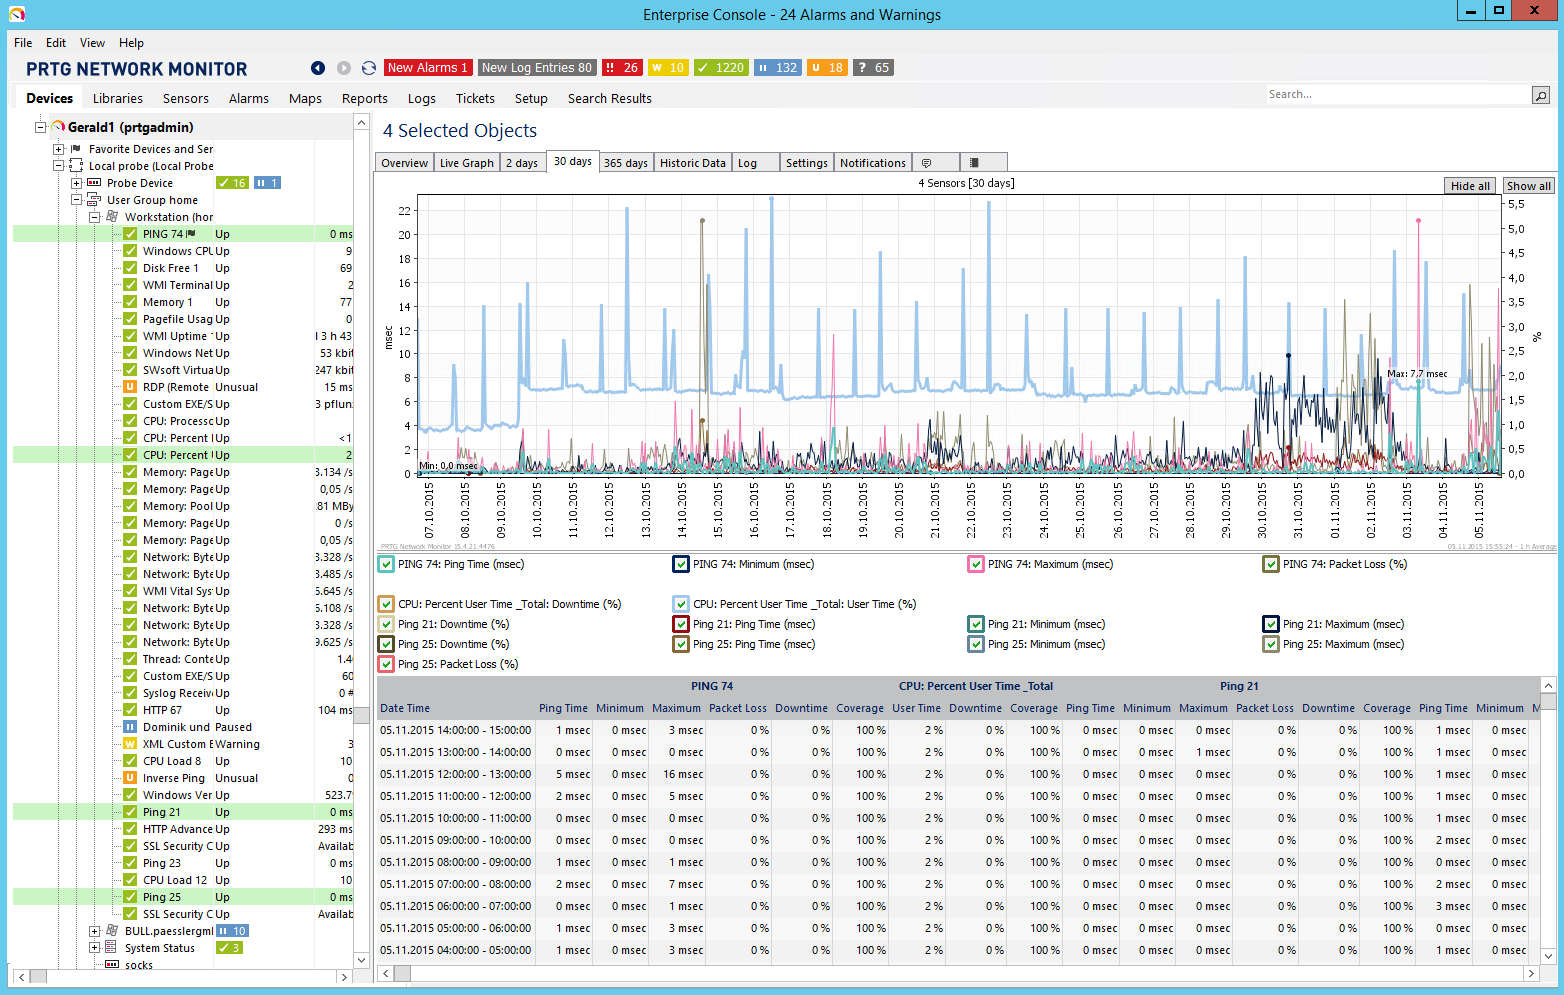 Enterprise Console - 24 Alarms and Warnings
File Edit View Help
PRTG NETWORK MONITOR New Alarms 1 New Log Entries 80 !! 26 W 10 1220 132 U 18 ? 65
Devices Libraries Sensors Alarms Maps Reports Logs Tickets Setup Search Results Search...
Gerald1 (prtgadmin)
Favorite Devices and Ser
Local probe (Local Probe
Probe Device 16 1
User Group home
Workstation (hor
PING 74 Up 0 ms
Windows CPU Up 9
Disk Free 1 Up 69
WMI Terminal Up 2
Memory 1 Up 77
Pagefile Usag Up 0
WMI Uptime Up 3 h 43
Windows Net Up 53 kbit
SWsoft Virtua Up 247 kbit
U RDP (Remote Unusual 15 ms
Custom EXE/S Up 3 pflun
CPU: Processo Up
CPU: Percent Up <1
CPU: Percent Up 2
Memory: Page Up 3.134 /s
Memory: Page Up 0,05 /s
Memory: Pool Up .81 MBy
Memory: Page Up 0 /s
Memory: Page Up 0,05 /s
Network: Byte Up 3.328 /s
Network: Byte Up 3.485 /s
WMI Vital Sys Up 5.645 /s
Network: Byte Up 5.108 /s
Network: Byte Up 3.328 /s
Network: Byte Up 9.625 /s
Thread: Conte Up 1.4
Custom EXE/S Up 60
Syslog Receiv Up 0 #
HTTP 67 Up 104 ms
Dominik und Paused
W XML Custom E Warning 3
CPU Load 8 Up 10
U Inverse Ping Unusual 0
Windows Ver Up 523.7
Ping 21 Up 0 ms
HTTP Advance Up 293 ms
SSL Security C Up Availab
Ping 23 Up 0 ms
CPU Load 12 Up 10
Ping 25 Up 0 ms
SSL Security C Up Availab
BULL.paesslergml 10
System Status 3
socks
4 Selected Objects
Overview Live Graph 2 days 30 days 365 days Historic Data Log Settings Notifications
4 Sensors [30 days] Hide all Show all
msec
22
20
18
16
14
12
10
8
6
4
2
0
5,5
5,0
4,5
4,0
3,5
3,0
2,5
2,0
1,5
1,0
0,5
0,0
%
Max: 7,7 msec
Min: 0,0 msec
07.10.2015 08.10.2015 09.10.2015 10.10.2015 11.10.2015 12.10.2015 13.10.2015 14.10.2015 15.10.2015 16.10.2015 17.10.2015 18.10.2015 19.10.2015 20.10.2015 21.10.2015 22.10.2015 23.10.2015 24.10.2015 25.10.2015 26.10.2015 27.10.2015 28.10.2015 29.10.2015 30.10.2015 31.10.2015 01.11.2015 02.11.2015 03.11.2015 04.11.2015 05.11.2015
PRTG Network Monitor 15.4.21.4476 05.11.2015 15:55:24 - 1 h Average
PING 74: Ping Time (msec) PING 74: Minimum (msec) PING 74: Maximum (msec) PING 74: Packet Loss (%)
CPU: Percent User Time _Total: Downtime (%) CPU: Percent User Time _Total: User Time (%)
Ping 21: Downtime (%) Ping 21: Ping Time (msec) Ping 21: Minimum (msec) Ping 21: Maximum (msec)
Ping 25: Downtime (%) Ping 25: Ping Time (msec) Ping 25: Minimum (msec) Ping 25: Maximum (msec)
Ping 25: Packet Loss (%)
PING 74 CPU: Percent User Time _Total Ping 21
Date Time Ping Time Minimum Maximum Packet Loss Downtime Coverage User Time Downtime Coverage Ping Time Minimum Maximum Packet Loss Downtime Coverage Ping Time Minimum M
05.11.2015 14:00:00 - 15:00:00 1 msec 0 msec 3 msec 0 % 0 % 100 % 2 % 0 % 100 % 0 msec 0 msec 0 msec 0 % 0 % 100 % 1 msec 0 msec
05.11.2015 13:00:00 - 14:00:00 0 msec 0 msec 0 msec 0 % 0 % 100 % 2 % 0 % 100 % 0 msec 0 msec 1 msec 0 % 0 % 100 % 1 msec 0 msec
05.11.2015 12:00:00 - 13:00:00 5 msec 0 msec 16 msec 0 % 0 % 100 % 2 % 0 % 100 % 0 msec 0 msec 0 msec 0 % 0 % 100 % 1 msec 0 msec
05.11.2015 11:00:00 - 12:00:00 2 msec 0 msec 5 msec 0 % 0 % 100 % 2 % 0 % 100 % 0 msec 0 msec 0 msec 0 % 0 % 100 % 1 msec 0 msec
05.11.2015 10:00:00 - 11:00:00 0 msec 0 msec 0 msec 0 % 0 % 100 % 2 % 0 % 100 % 0 msec 0 msec 0 msec 0 % 0 % 100 % 1 msec 0 msec
05.11.2015 09:00:00 - 10:00:00 0 msec 0 msec 0 msec 0 % 0 % 100 % 2 % 0 % 100 % 0 msec 0 msec 0 msec 0 % 0 % 100 % 2 msec 0 msec
05.11.2015 08:00:00 - 09:00:00 1 msec 0 msec 1 msec 0 % 0 % 100 % 2 % 0 % 100 % 0 msec 0 msec 0 msec 0 % 0 % 100 % 1 msec 0 msec
05.11.2015 07:00:00 - 08:00:00 2 msec 0 msec 7 msec 0 % 0 % 100 % 2 % 0 % 100 % 0 msec 0 msec 0 msec 0 % 0 % 100 % 2 msec 0 msec
05.11.2015 06:00:00 - 07:00:00 0 msec 0 msec 1 msec 0 % 0 % 100 % 2 % 0 % 100 % 0 msec 0 msec 0 msec 0 % 0 % 100 % 3 msec 0 msec
05.11.2015 05:00:00 - 06:00:00 1 msec 0 msec 3 msec 0 % 0 % 100 % 2 % 0 % 100 % 0 msec 0 msec 0 msec 0 % 0 % 100 % 0 msec 0 msec
05.11.2015 04:00:00 - 05:00:00 1 msec 0 msec 3 msec 0 % 0 % 100 % 2 % 0 % 100 % 0 msec 0 msec 0 msec 0 % 0 % 100 % 1 msec 0 msec